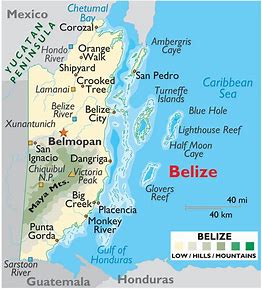 Mexico
Chetumal
Bay
Corozal
YUCATAN
PENINSULA
Hondo
River
Orange
Walk
Shipyard
Ambergris
Caye
Crooked
Tree
San Pedro
Lamanai
Turneffe
Islands
Caribbean
Sea
Belize
River
Belize
City
Blue Hole
Xunantunich
Lighthouse Reef
Belmopan
Half Moon
Caye
San
Ignacio
Dangriga
Chiquibul
N.P.
Victoria
Peak
Belize
Glovers
Reef
Maya Mts.
Big
Creek
Placencia
Monkey
River
40 mi
40 km
Punta
Gorda
Gulf of
Honduras
BELIZE
LOW / HILLS / MOUNTAINS
Sarstoon
River
Guatemala
Honduras